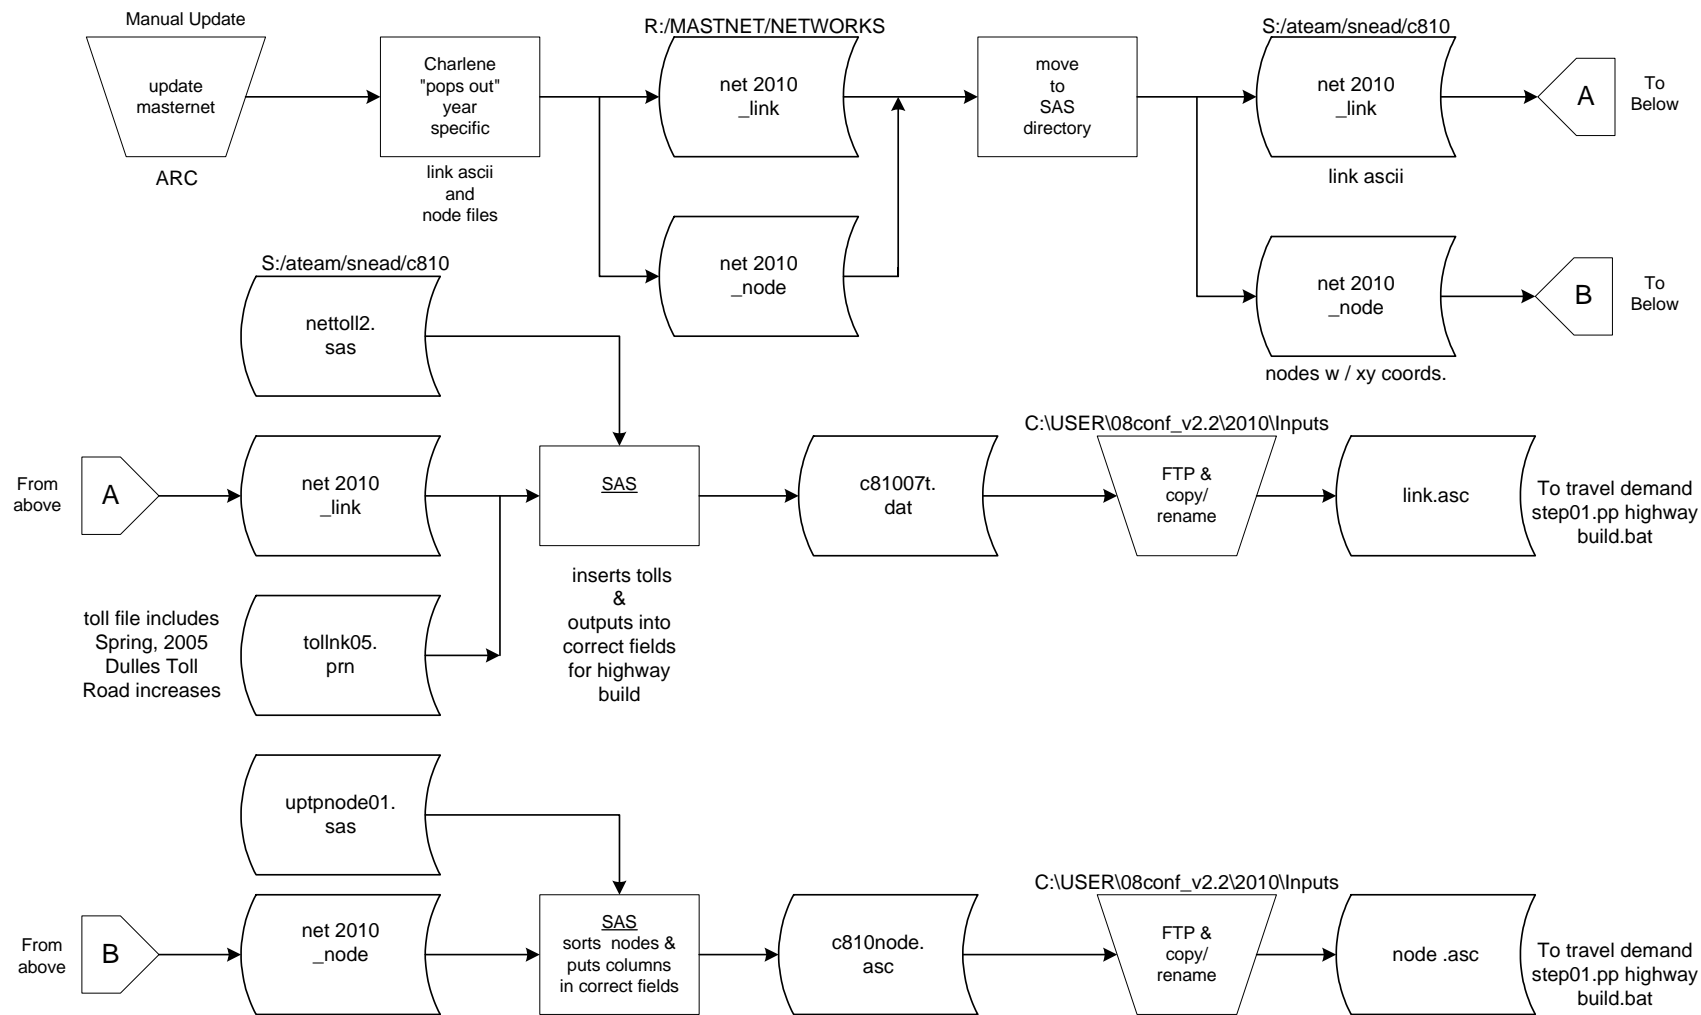 Manual Update
update
masternet
ARC
Charlene
"pops out"
year
specific
link ascii
and
node files
R:/MASTNET/NETWORKS
net 2010
_link
net 2010
_node
move
to
SAS
directory
S:/ateam/snead/c810
net 2010
_link
link ascii
A
To
Below
net 2010
_node
nodes w / xy coords.
B
To
Below
S:/ateam/snead/c810
nettoll2.
sas
From
above
A
net 2010
_link
toll file includes
Spring, 2005
Dulles Toll
Road increases
tollnk05.
prn
SAS
inserts tolls
&
outputs into
correct fields
for highway
build
c81007t.
dat
C:\USER\08conf_v2.2\2010\Inputs
FTP &
copy/
rename
link.asc
To travel demand
step01.pp highway
build.bat
uptpnode01.
sas
From
above
B
net 2010
_node
SAS
sorts nodes &
puts columns
in correct fields
c810node.
asc
C:\USER\08conf_v2.2\2010\Inputs
FTP &
copy/
rename
node .asc
To travel demand
step01.pp highway
build.bat